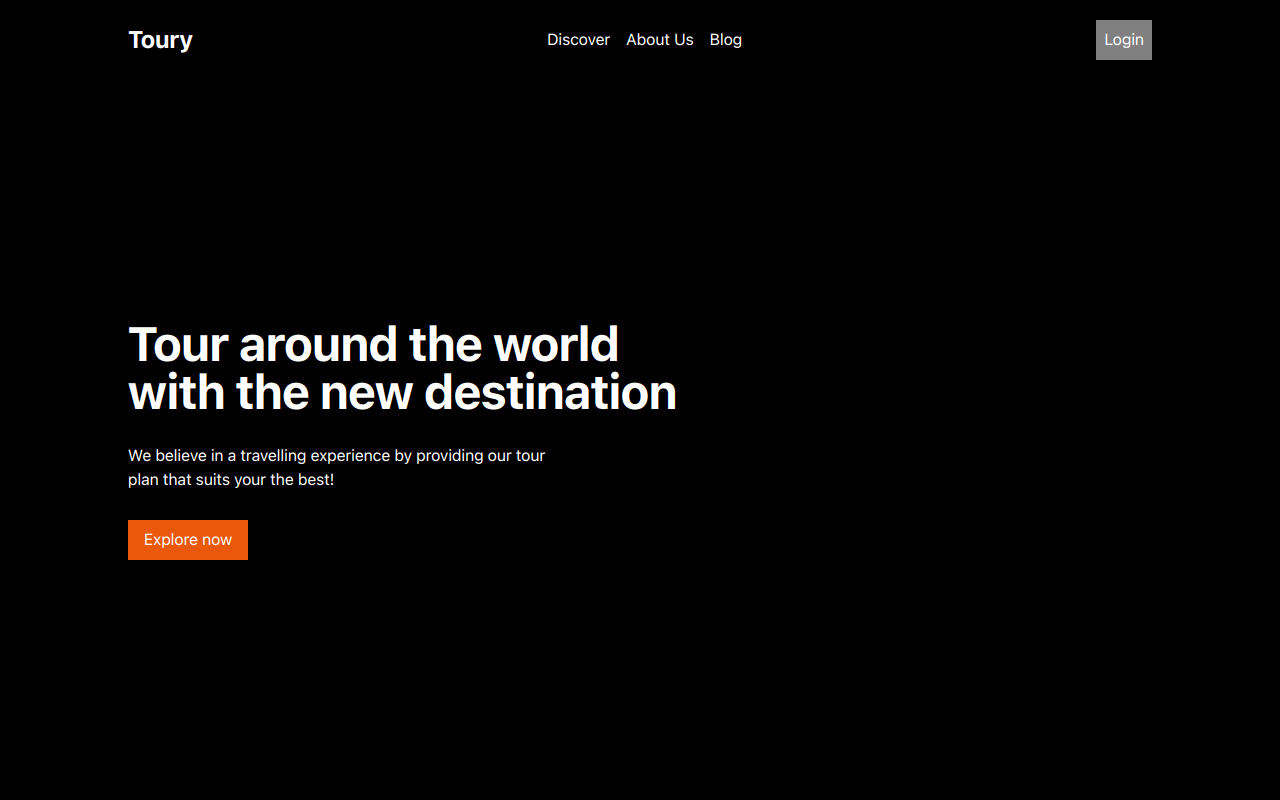 Toury
Discover About Us Blog
Login
Tour around the world
with the new destination
We believe in a travelling experience by providing our tour
plan that suits your the best!
Explore now